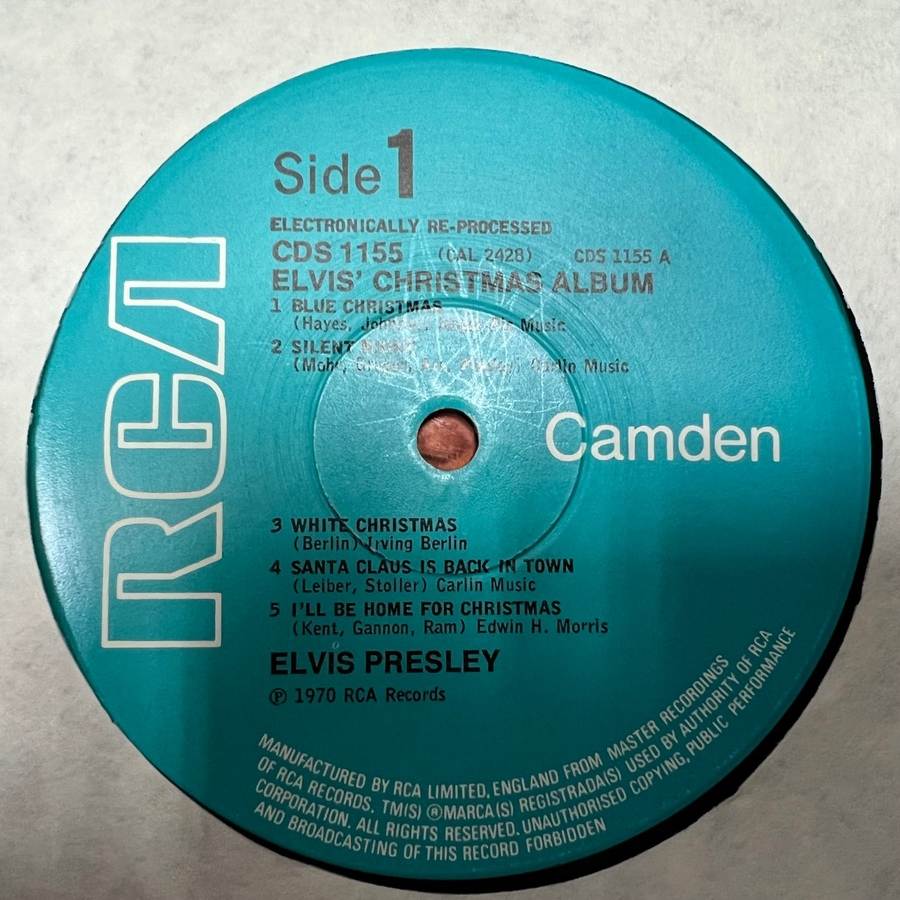 RCA
Side 1
ELECTRONICALLY RE-PROCESSED
CDS 1155 (CAL 2428) CDS 1155 A
ELVIS' CHRISTMAS ALBUM
1 BLUE CHRISTMAS
(Hayes, Music
2 SILENT
Carlin Music
Camden
3 WHITE CHRISTMAS
(Berlin) Irving Berlin
4 SANTA CLAUS IS BACK IN TOWN
(Leiber, Stoller) Carlin Music
5 I'LL BE HOME FOR CHRISTMAS
(Kent, Gannon, Ram) Edwin H. Morris
ELVIS PRESLEY
℗ 1970 RCA Records
MANUFACTURED BY RCA LIMITED, ENGLAND FROM MASTER RECORDINGS
OF RCA RECORDS. TM(S) ® MARCA(S) REGISTRADA(S) USED BY AUTHORITY OF RCA
CORPORATION. ALL RIGHTS RESERVED. UNAUTHORISED COPYING, PUBLIC PERFORMANCE
AND BROADCASTING OF THIS RECORD FORBIDDEN